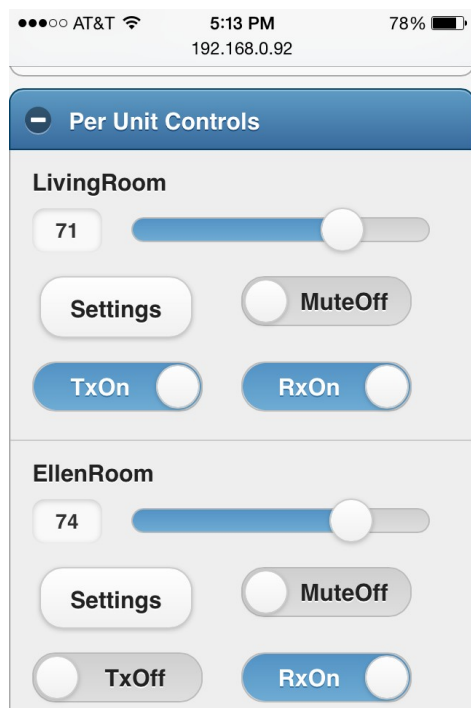 AT&T 5:13 PM 78%
192.168.0.92
Per Unit Controls
LivingRoom
71
Settings MuteOff
TxOn RxOn
EllenRoom
74
Settings MuteOff
TxOff RxOn